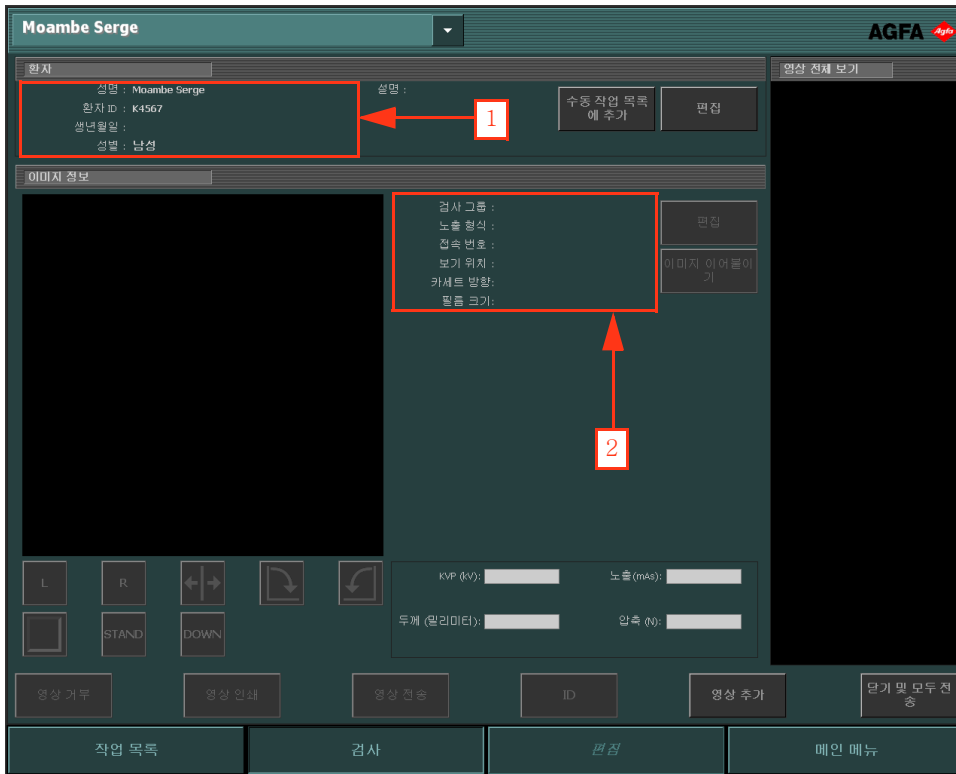 Moambe Serge
AGFA Agfa
환자
영상 전체 보기
성명 : Moambe Serge
설명 :
환자 ID : K4567
생년월일 :
성별 : 남성
1
수동 작업 목록
에 추가
편집
이미지 정보
검사 그룹 :
노출 형식 :
접속 번호 :
보기 위치 :
카세트 방향:
필름 크기:
편집
이미지 이어붙이
기
2
KVP (kV):
노출(mAs):
두께 (밀리미터):
압축 (N):
L
R
STAND
DOWN
영상 거부
영상 인쇄
영상 전송
ID
영상 추가
닫기 및 모두 전
송
작업 목록
검사
편집
메인 메뉴